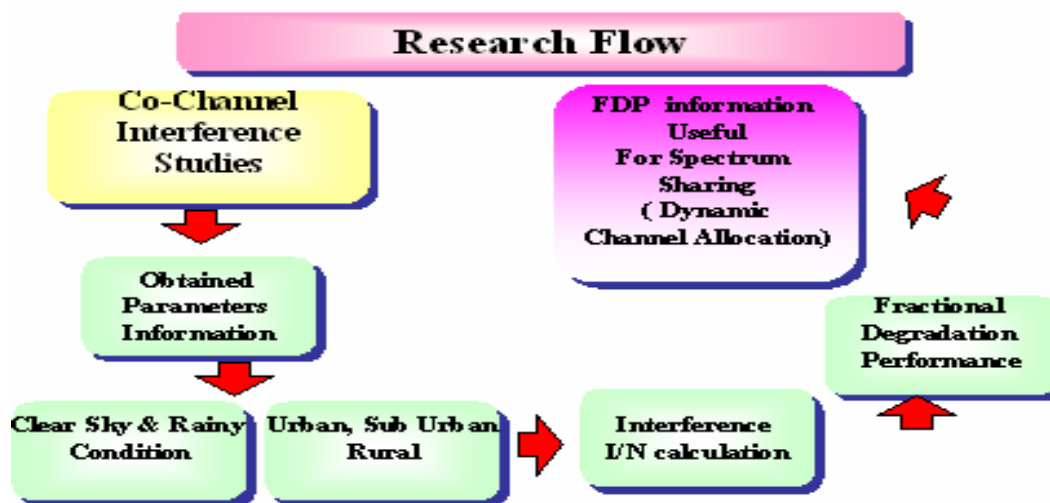 Research Flow
Co-Channel
Interference
Studies
Obtained
Parameters
Information
Clear Sky & Rainy
Condition
Urban, Sub Urban
Rural
Interference
I/N calculation
Fractional
Degradation
Performance
FDP information
Useful
For Spectrum
Sharing
( Dynamic
Channel Allocation)